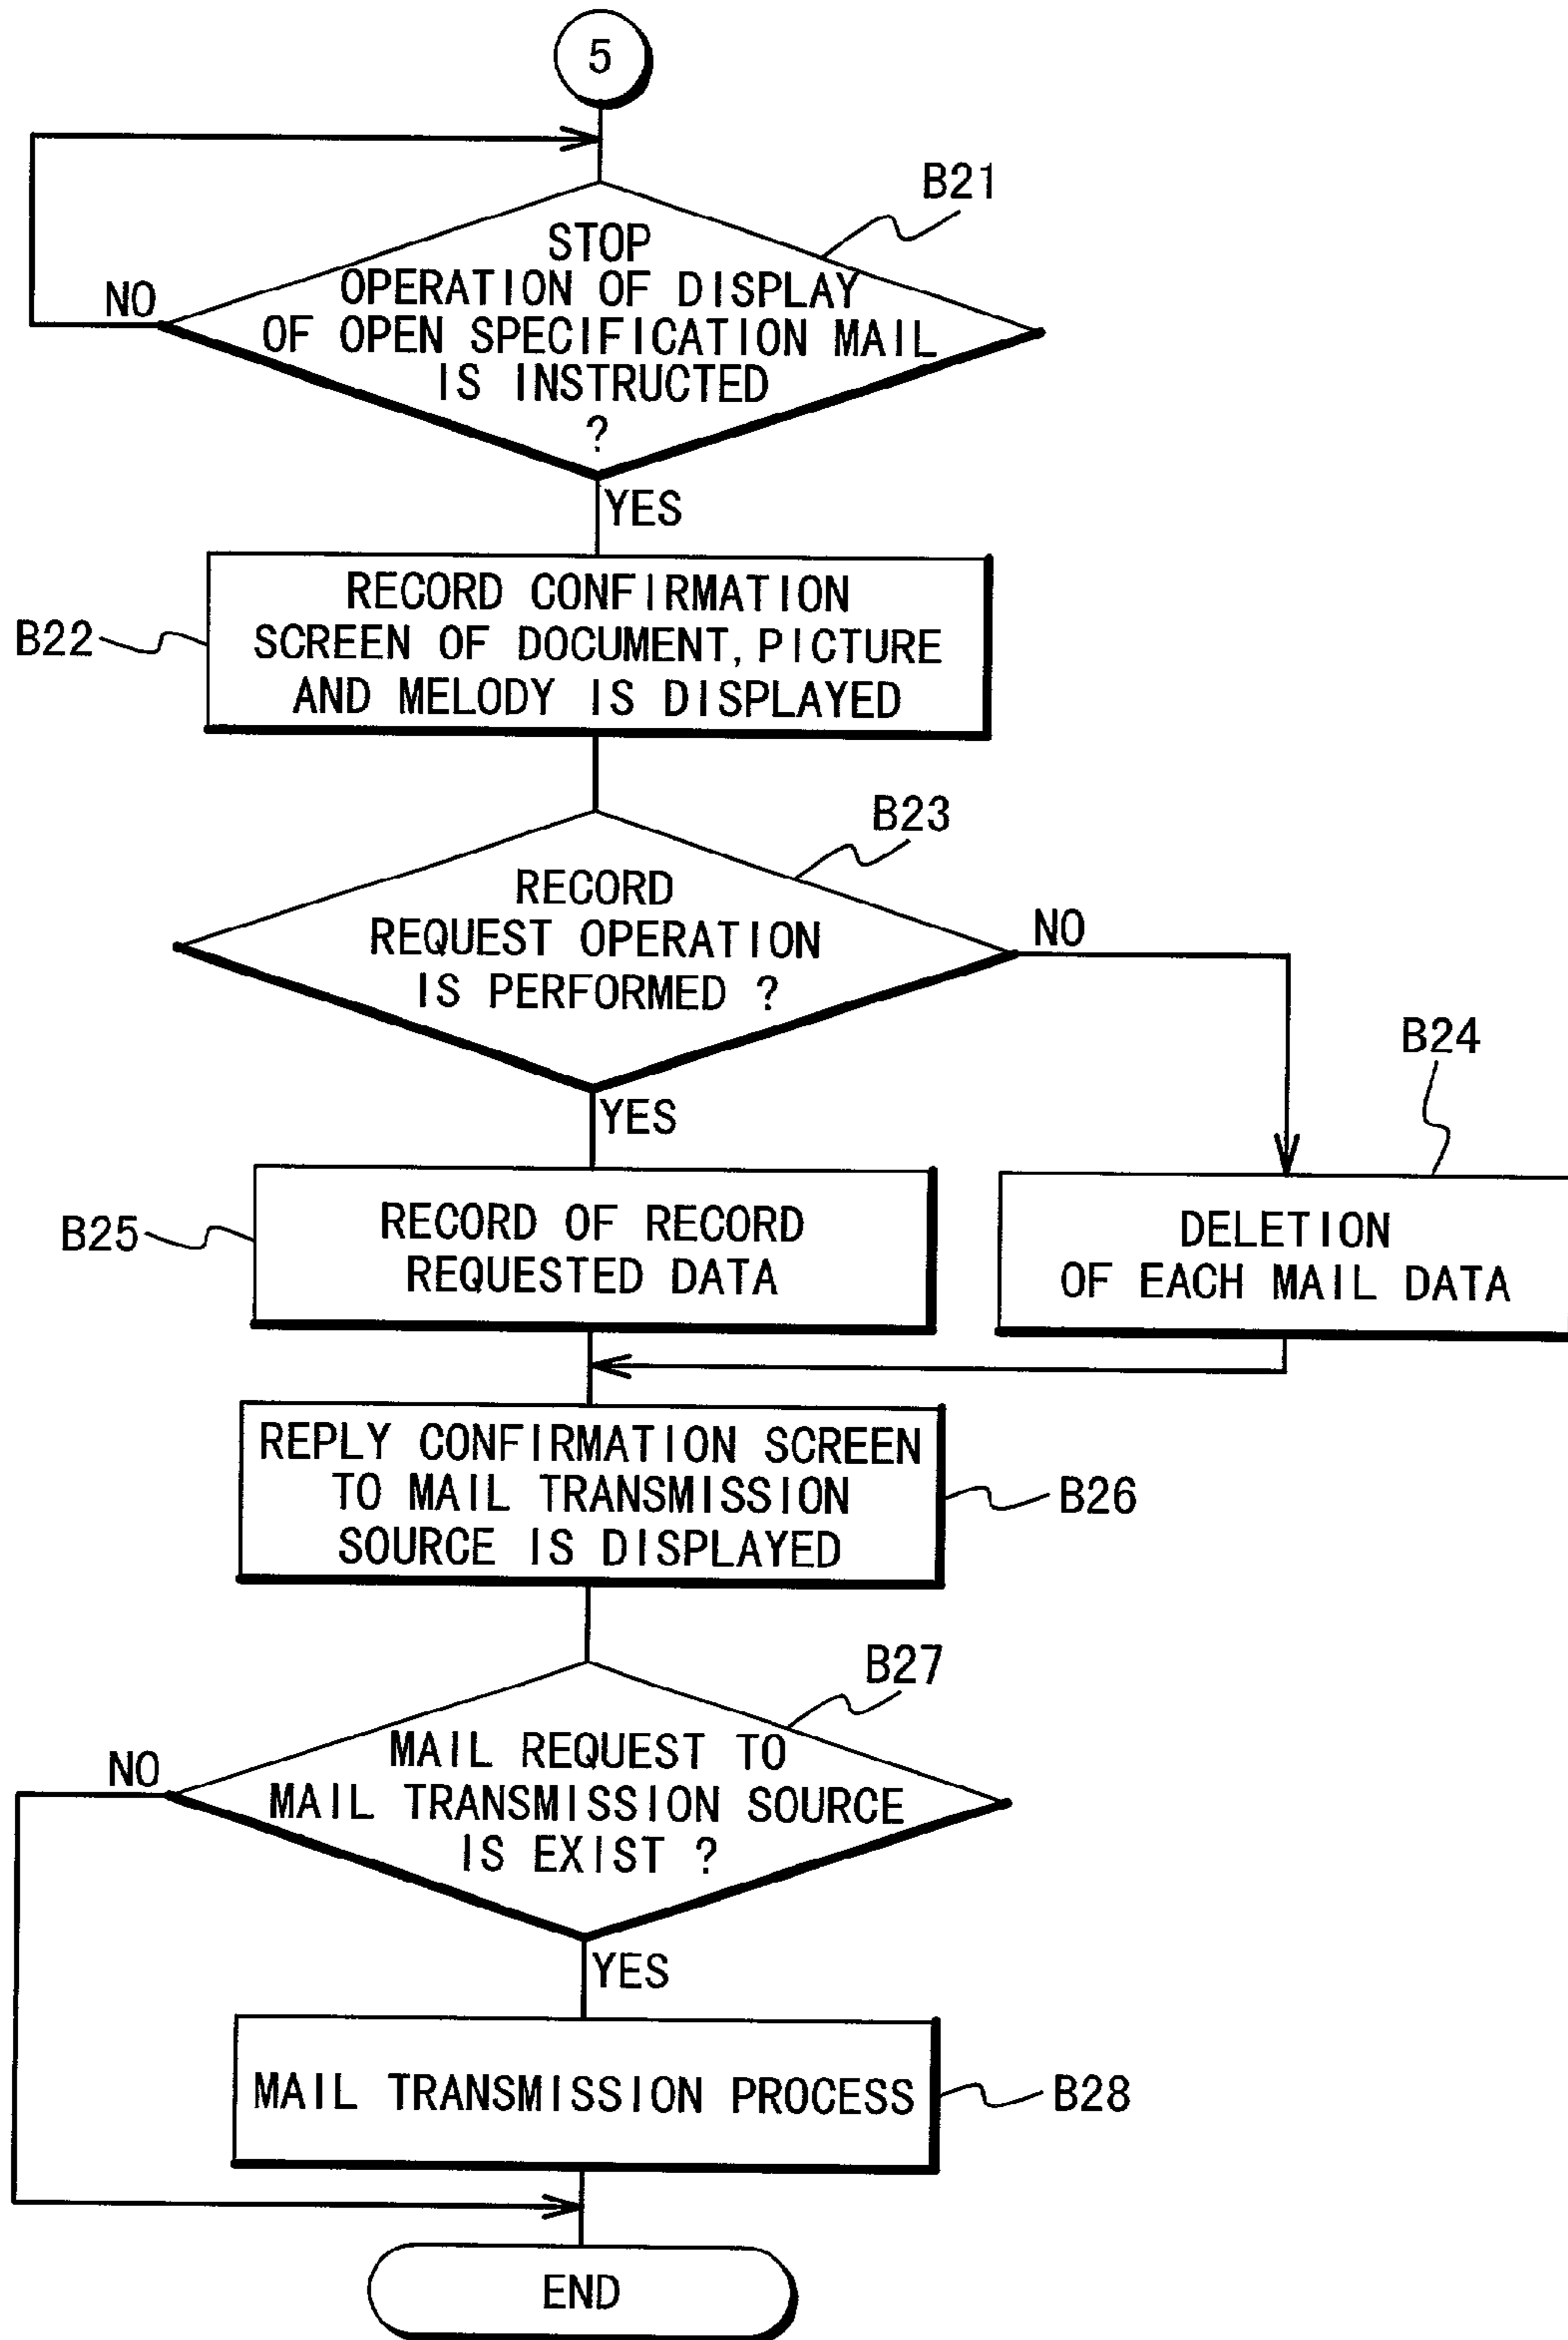 5
B21
STOP
OPERATION OF DISPLAY
OF OPEN SPECIFICATION MAIL
IS INSTRUCTED
?
NO
YES
B22
RECORD CONFIRMATION
SCREEN OF DOCUMENT, PICTURE
AND MELODY IS DISPLAYED
B23
RECORD
REQUEST OPERATION
IS PERFORMED ?
NO
YES
B24
DELETION
OF EACH MAIL DATA
B25
RECORD OF RECORD
REQUESTED DATA
REPLY CONFIRMATION SCREEN
TO MAIL TRANSMISSION
SOURCE IS DISPLAYED
B26
B27
MAIL REQUEST TO
MAIL TRANSMISSION SOURCE
IS EXIST ?
NO
YES
MAIL TRANSMISSION PROCESS
B28
END